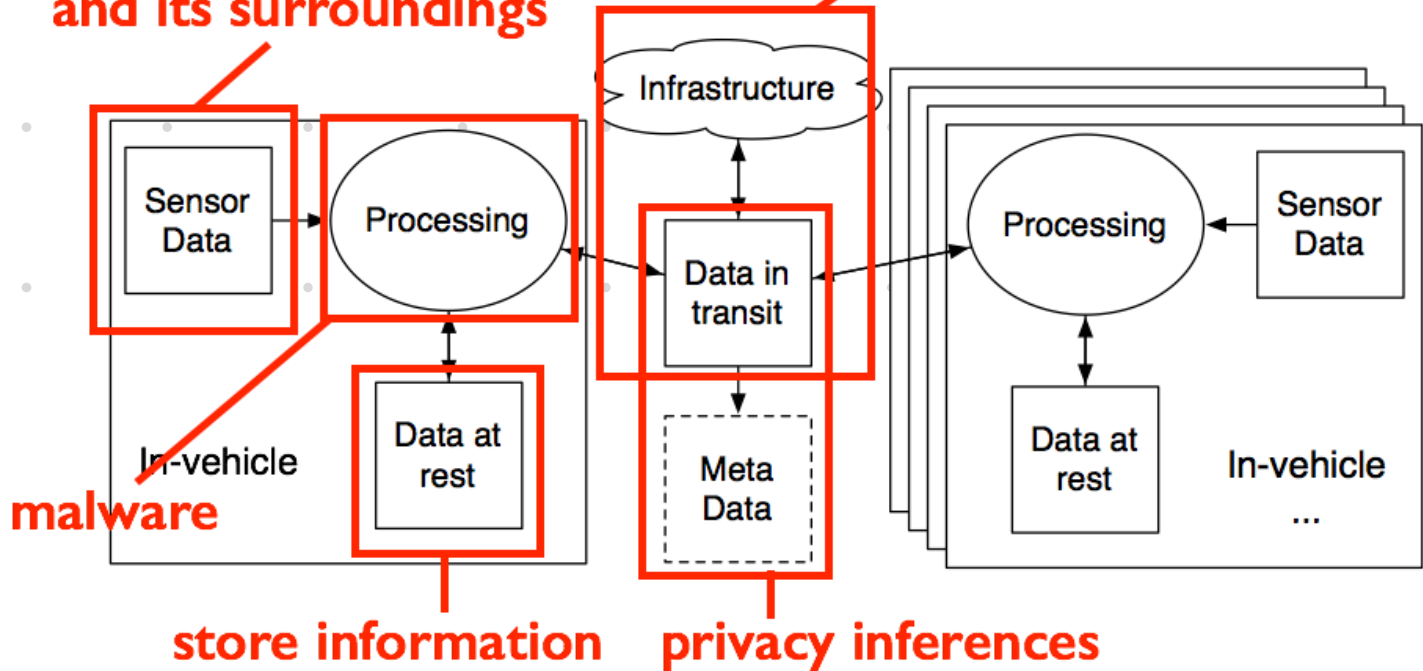 and its surroundings
Infrastructure
Sensor
Data
Processing
Data in
transit
Processing
Sensor
Data
Data at
rest
In-vehicle
Meta
Data
Data at
rest
In-vehicle
...
malware
store information
privacy inferences